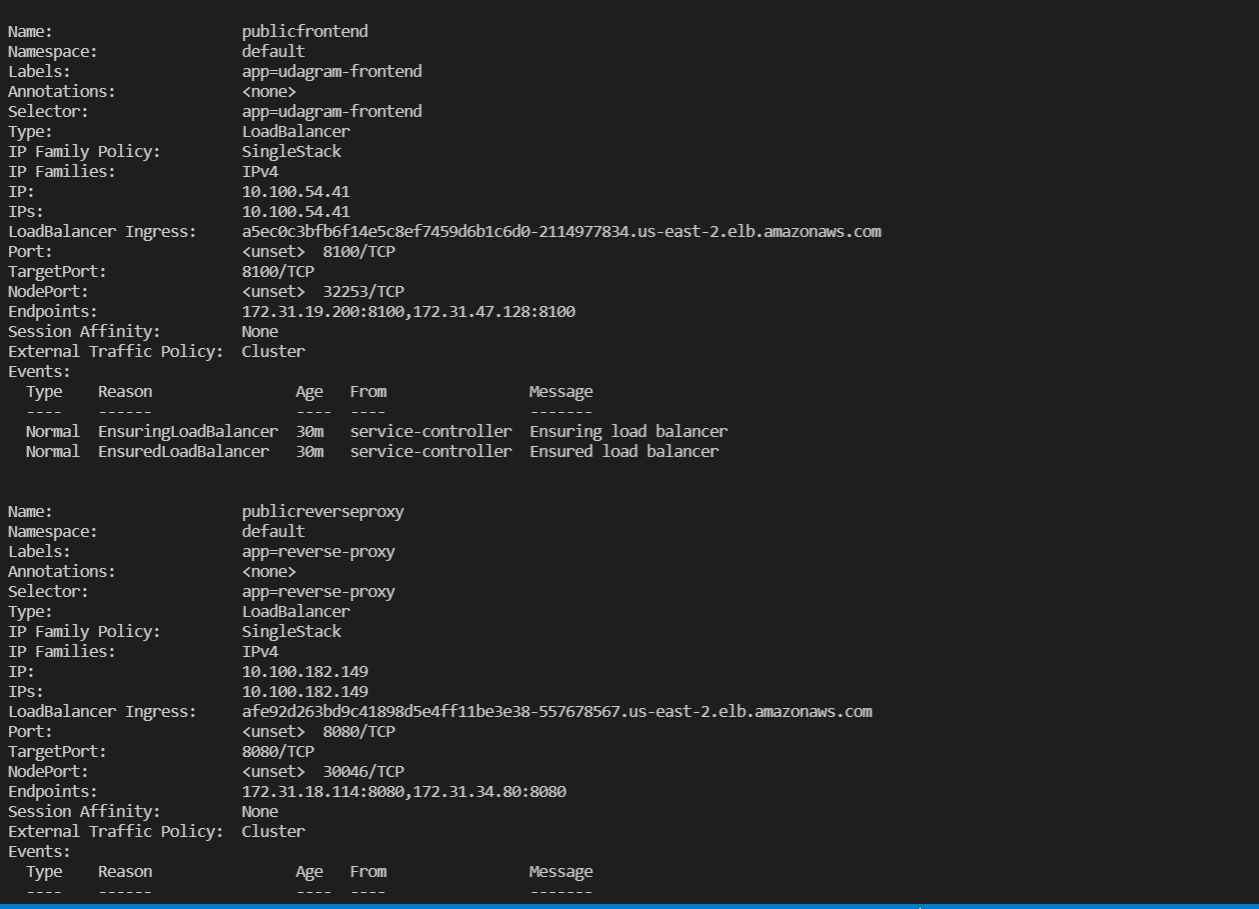 Name:                     publicfrontend
Namespace:                default
Labels:                   app=udagram-frontend
Annotations:              <none>
Selector:                 app=udagram-frontend
Type:                     LoadBalancer
IP Family Policy:         SingleStack
IP Families:              IPv4
IP:                       10.100.54.41
IPs:                      10.100.54.41
LoadBalancer Ingress:     a5ec0c3bfb6f14e5c8ef7459d6b1c6d0-2114977834.us-east-2.elb.amazonaws.com
Port:                     <unset>  8100/TCP
TargetPort:               8100/TCP
NodePort:                 <unset>  32253/TCP
Endpoints:                172.31.19.200:8100,172.31.47.128:8100
Session Affinity:         None
External Traffic Policy:  Cluster
Events:
  Type    Reason                Age   From                Message
  ----    ------                ----  ----                -------
  Normal  EnsuringLoadBalancer  30m   service-controller  Ensuring load balancer
  Normal  EnsuredLoadBalancer   30m   service-controller  Ensured load balancer
Name:                     publicreverseproxy
Namespace:                default
Labels:                   app=reverse-proxy
Annotations:              <none>
Selector:                 app=reverse-proxy
Type:                     LoadBalancer
IP Family Policy:         SingleStack
IP Families:              IPv4
IP:                       10.100.182.149
IPs:                      10.100.182.149
LoadBalancer Ingress:     afe92d263bd9c41898d5e4ff11be3e38-557678567.us-east-2.elb.amazonaws.com
Port:                     <unset>  8080/TCP
TargetPort:               8080/TCP
NodePort:                 <unset>  30046/TCP
Endpoints:                172.31.18.114:8080,172.31.34.80:8080
Session Affinity:         None
External Traffic Policy:  Cluster
Events:
  Type    Reason                Age   From                Message
  ----    ------                ----  ----                -------